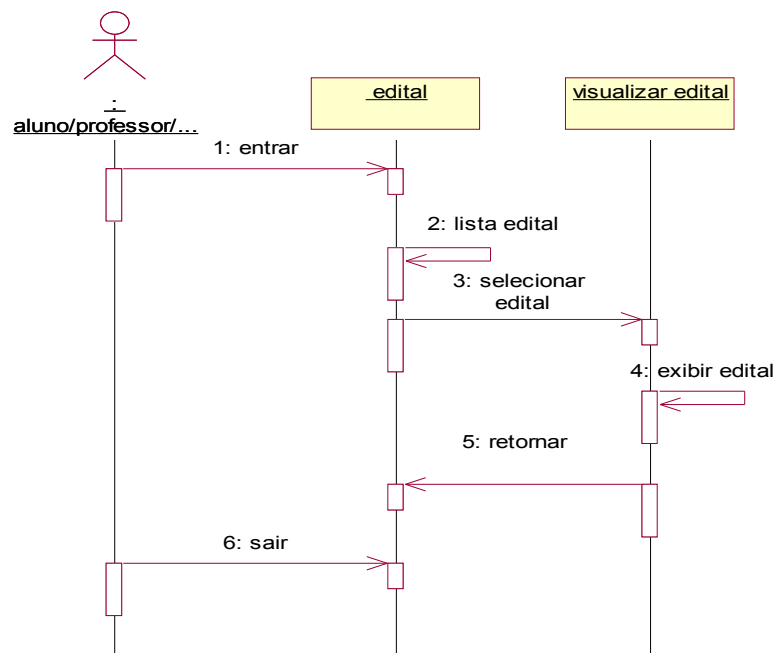 :
aluno/professor/...
edital
visualizar edital
1: entrar
2: lista edital
3: selecionar
edital
4: exibir edital
5: retornar
6: sair